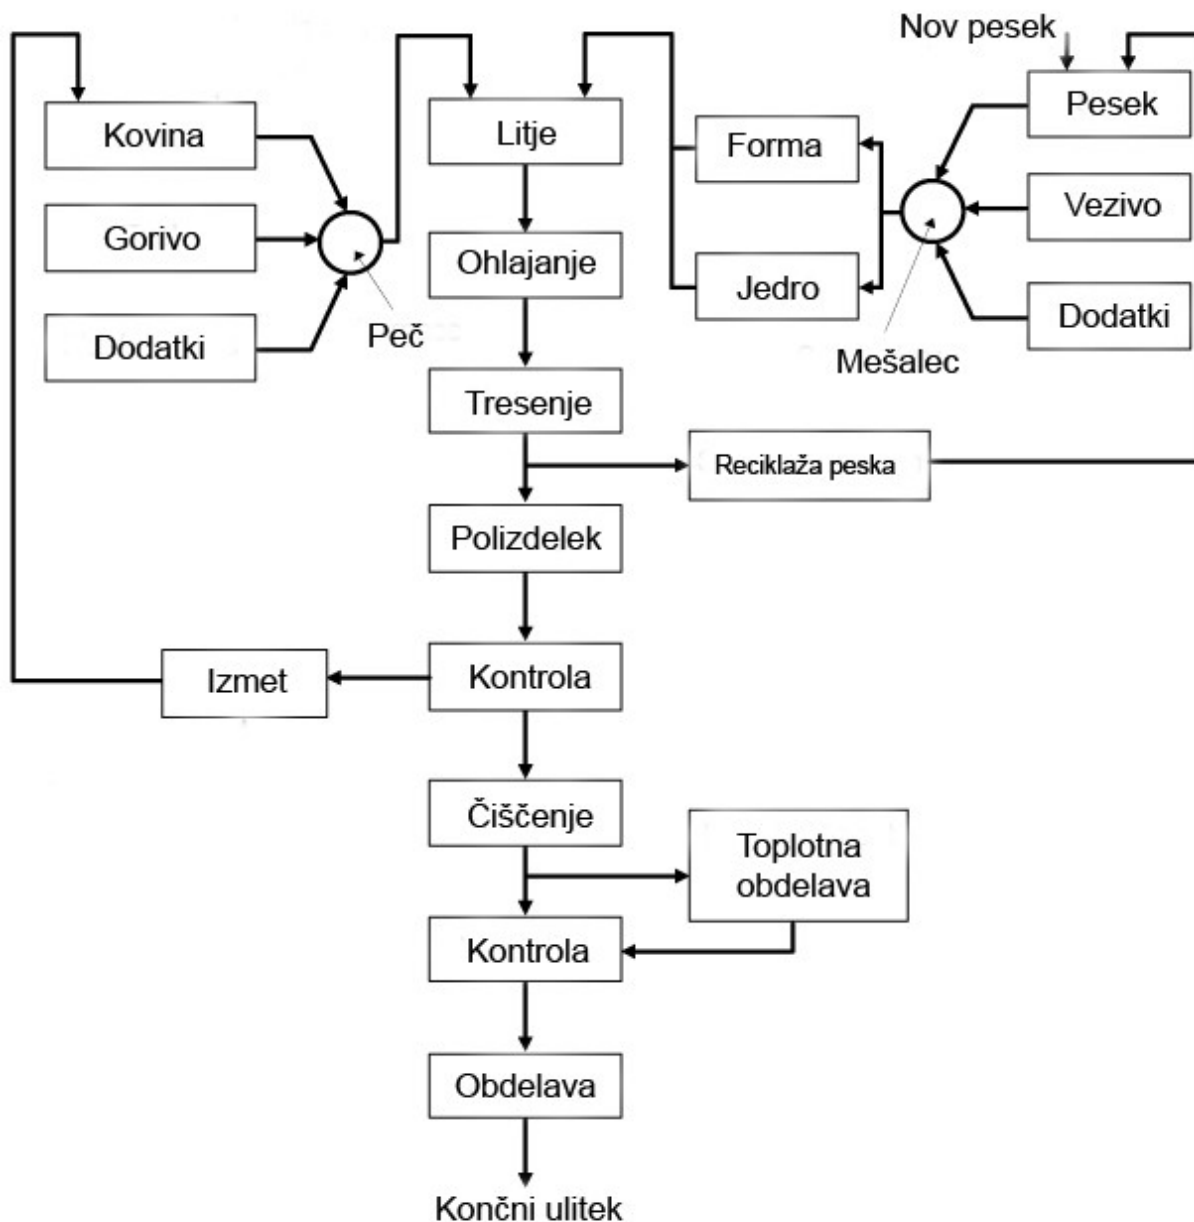 Nov pesek
Kovina
Litje
Forma
Pesek
Gorivo
Ohlajanje
Jedro
Vezivo
Dodatki
Peč
Mešalec
Dodatki
Tresenje
Reciklaža peska
Polizdelek
Izmet
Kontrola
Čiščenje
Toplotna
obdelava
Kontrola
Obdelava
Končni ulitek